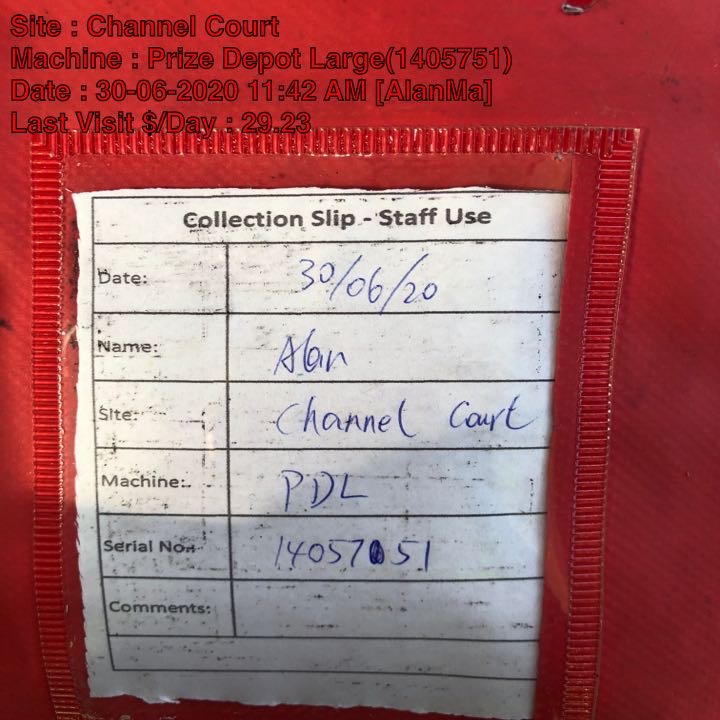 Site : Channel Court
Machine : Prize Depot Large(1405751)
Date : 30-06-2020 11:42 AM [AlanMa]
Last Visit $/Day : 29.23
Collection Slip - Staff Use
Date: 30/06/20
Name: Alan
Site: Channel Court
Machine: PDL
Serial No: 14057 51
Comments: